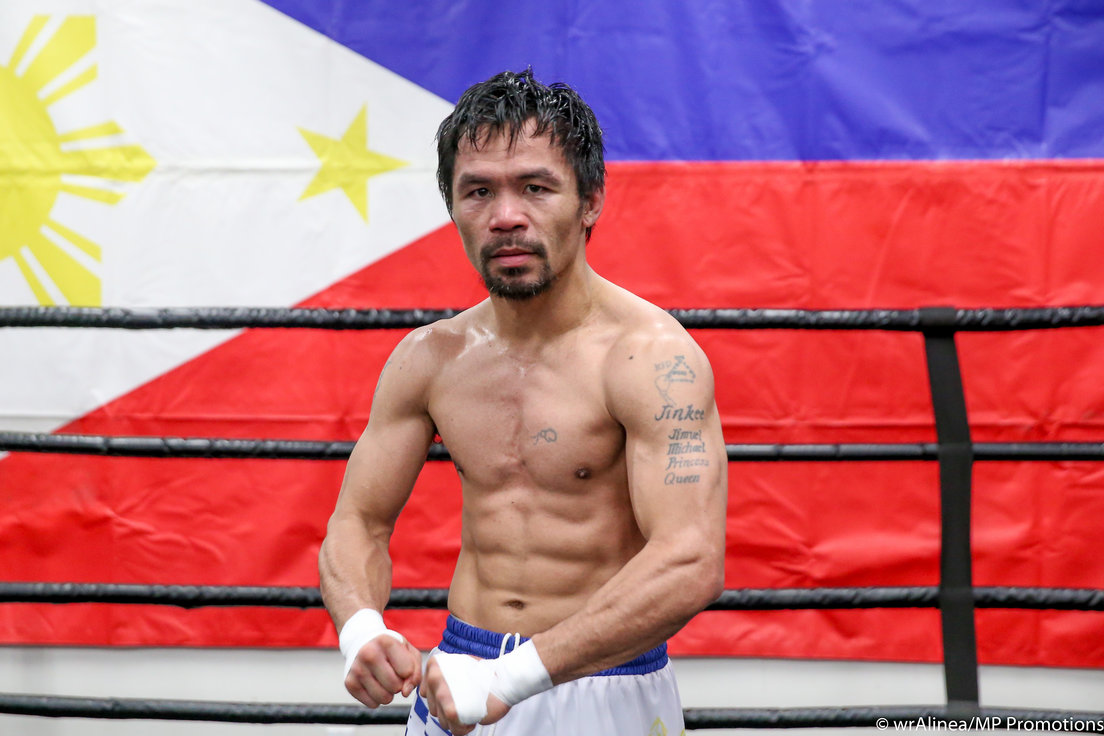 Jinkee
Jimuel
Michael
Princess
Queen
© wrAlinea/MP Promotions